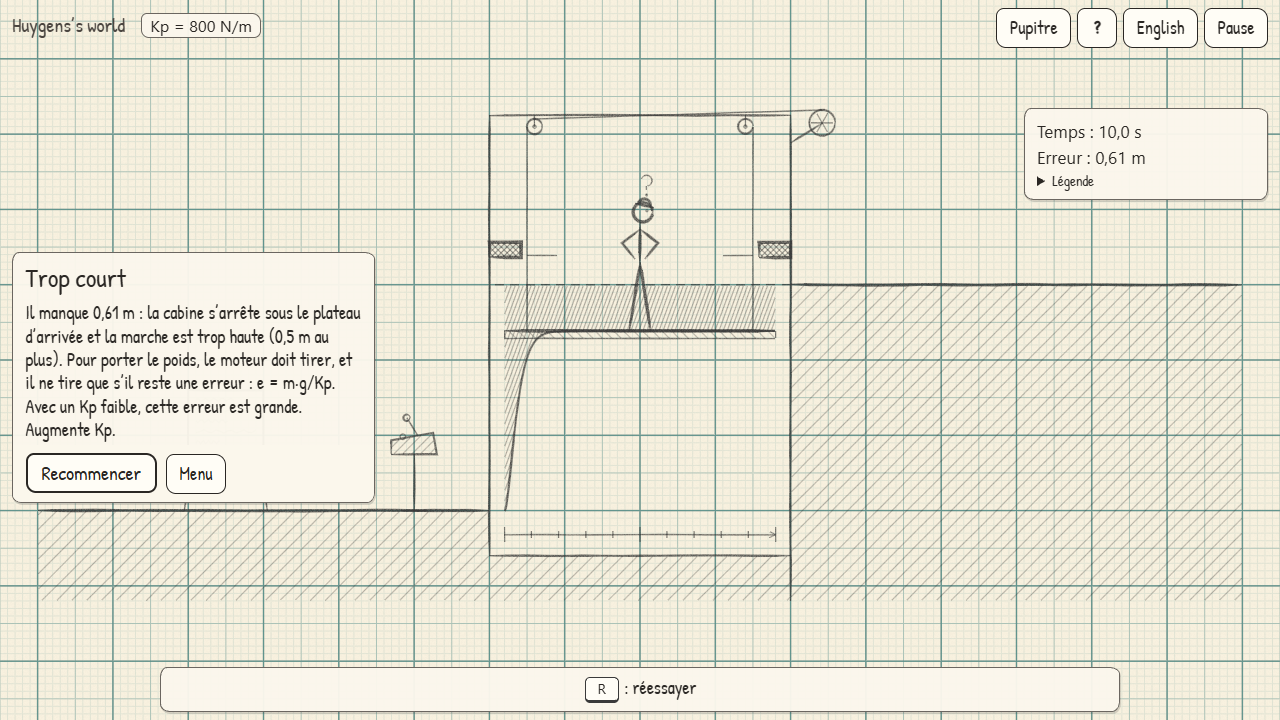 Huygens's world
Kp = 800 N/m
Pupitre
?
English
Pause
Temps : 10,0 s
Erreur : 0,61 m
▶ Légende
?
Trop court
Il manque 0,61 m : la cabine s'arrête sous le plateau
d'arrivée et la marche est trop haute (0,5 m au
plus). Pour porter le poids, le moteur doit tirer, et
il ne tire que s'il reste une erreur : e = m·g/Kp.
Avec un Kp faible, cette erreur est grande.
Augmente Kp.
Recommencer
Menu
R : réessayer